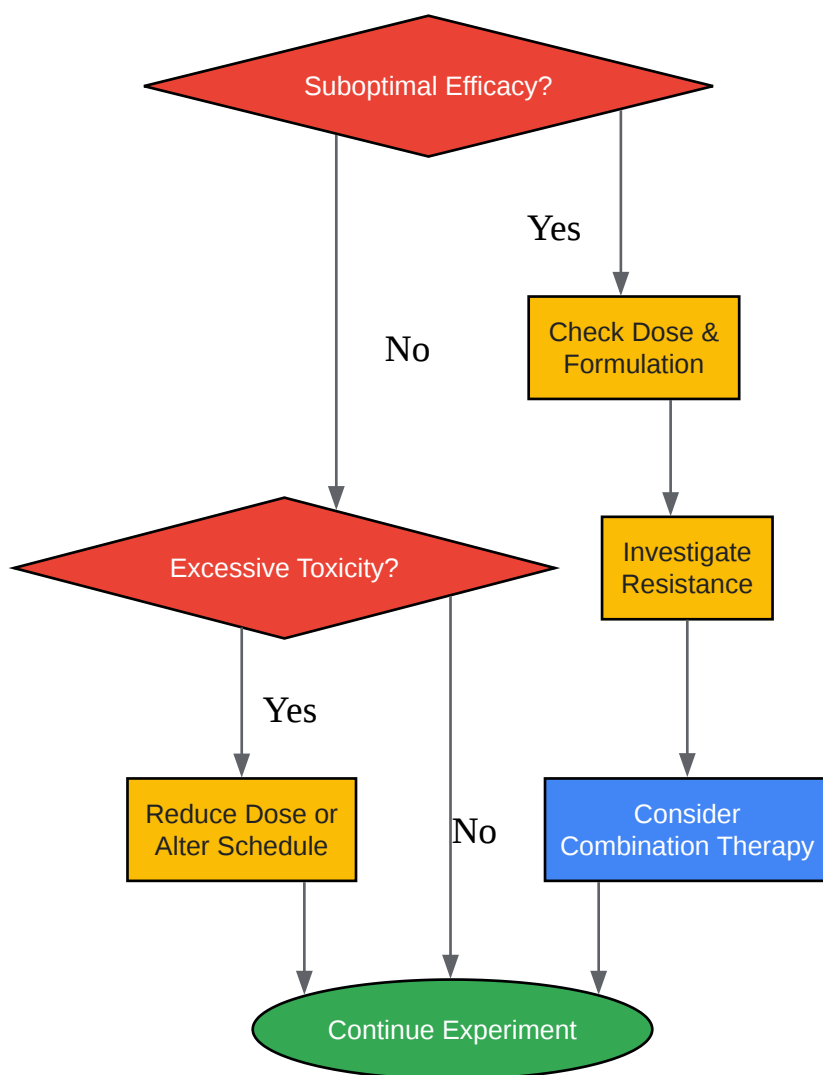 Suboptimal Efficacy?
Yes
No
Check Dose &
Formulation
Investigate
Resistance
Excessive Toxicity?
Yes
No
Reduce Dose or
Alter Schedule
Consider
Combination Therapy
Continue Experiment